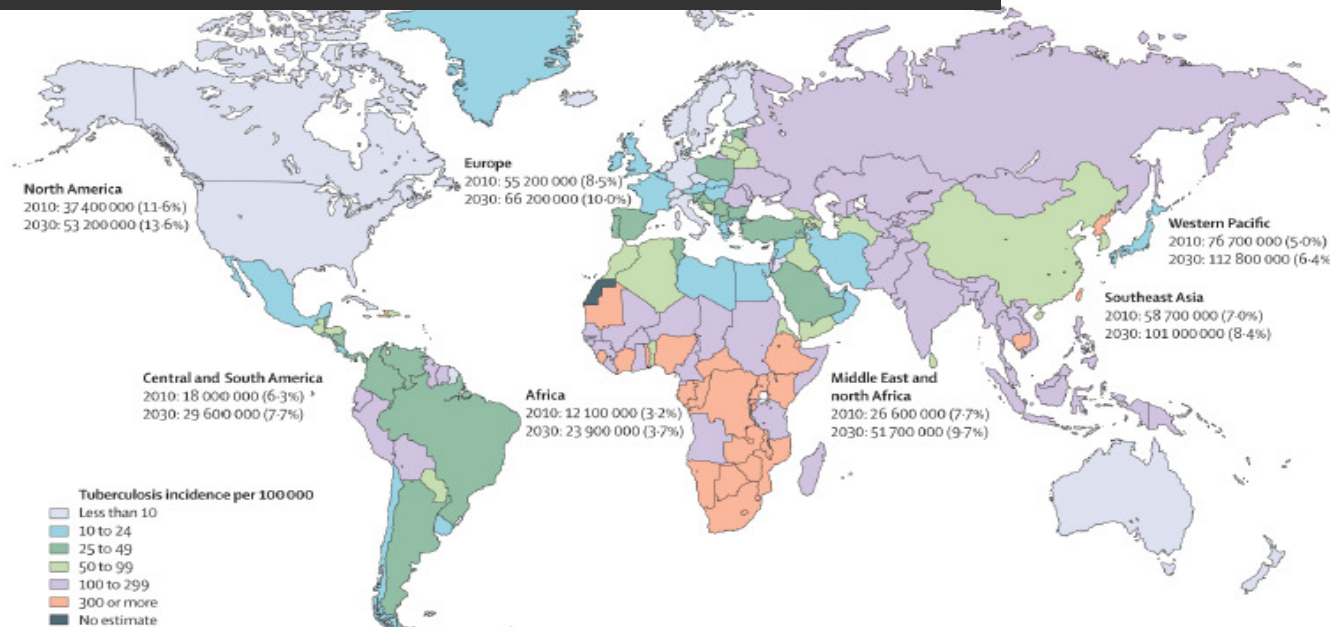 North America
2010: 37 400 000 (11·6%)
2030: 53 200 000 (13·6%)
Europe
2010: 55 200 000 (8·5%)
2030: 66 200 000 (10·0%)
Western Pacific
2010: 76 700 000 (5·0%)
2030: 112 800 000 (6·4%
Southeast Asia
2010: 58 700 000 (7·0%)
2030: 101 000 000 (8·4%)
Central and South America
2010: 18 000 000 (6·3%)
2030: 29 600 000 (7·7%)
Africa
2010: 12 100 000 (3·2%)
2030: 23 900 000 (3·7%)
Middle East and
north Africa
2010: 26 600 000 (7·7%)
2030: 51 700 000 (9·7%)
Tuberculosis incidence per 100 000
Less than 10
10 to 24
25 to 49
50 to 99
100 to 299
300 or more
No estimate